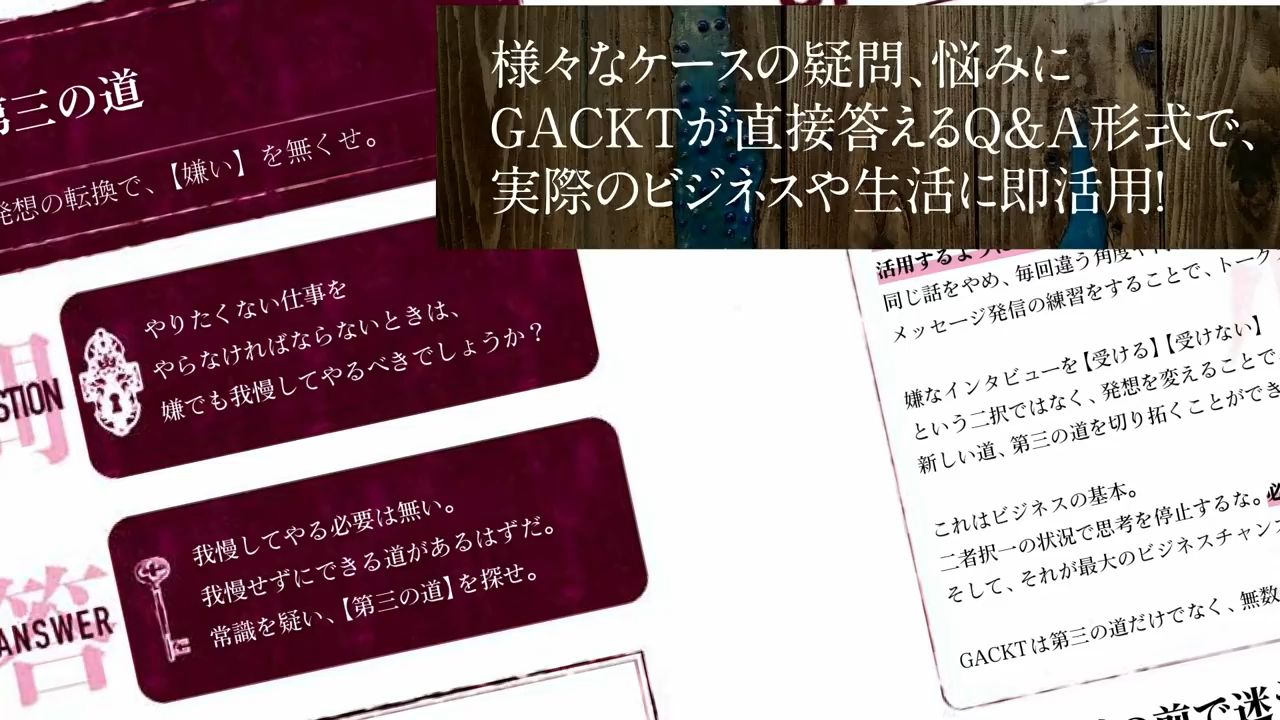 様々なケースの疑問、悩みに
GACKTが直接答えるQ&A形式で、
実際のビジネスや生活に即活用!
第三の道
発想の転換で、【嫌い】を無くせ。
問
STION
やりたくない仕事を
やらなければならないときは、
嫌でも我慢してやるべきでしょうか？
答
ANSWER
我慢してやる必要は無い。
我慢せずにできる道があるはずだ。
常識を疑い、【第三の道】を探せ。
活用するように
同じ話をやめ、毎回違う角度や
メッセージ発信の練習をすることで、トーク
嫌なインタビューを【受ける】【受けない】
という二択ではなく、発想を変えることで、
新しい道、第三の道を切り拓くことができ
これはビジネスの基本。
二者択一の状況で思考を停止するな。必
そして、それが最大のビジネスチャン
GACKTは第三の道だけでなく、無数
の前で迷